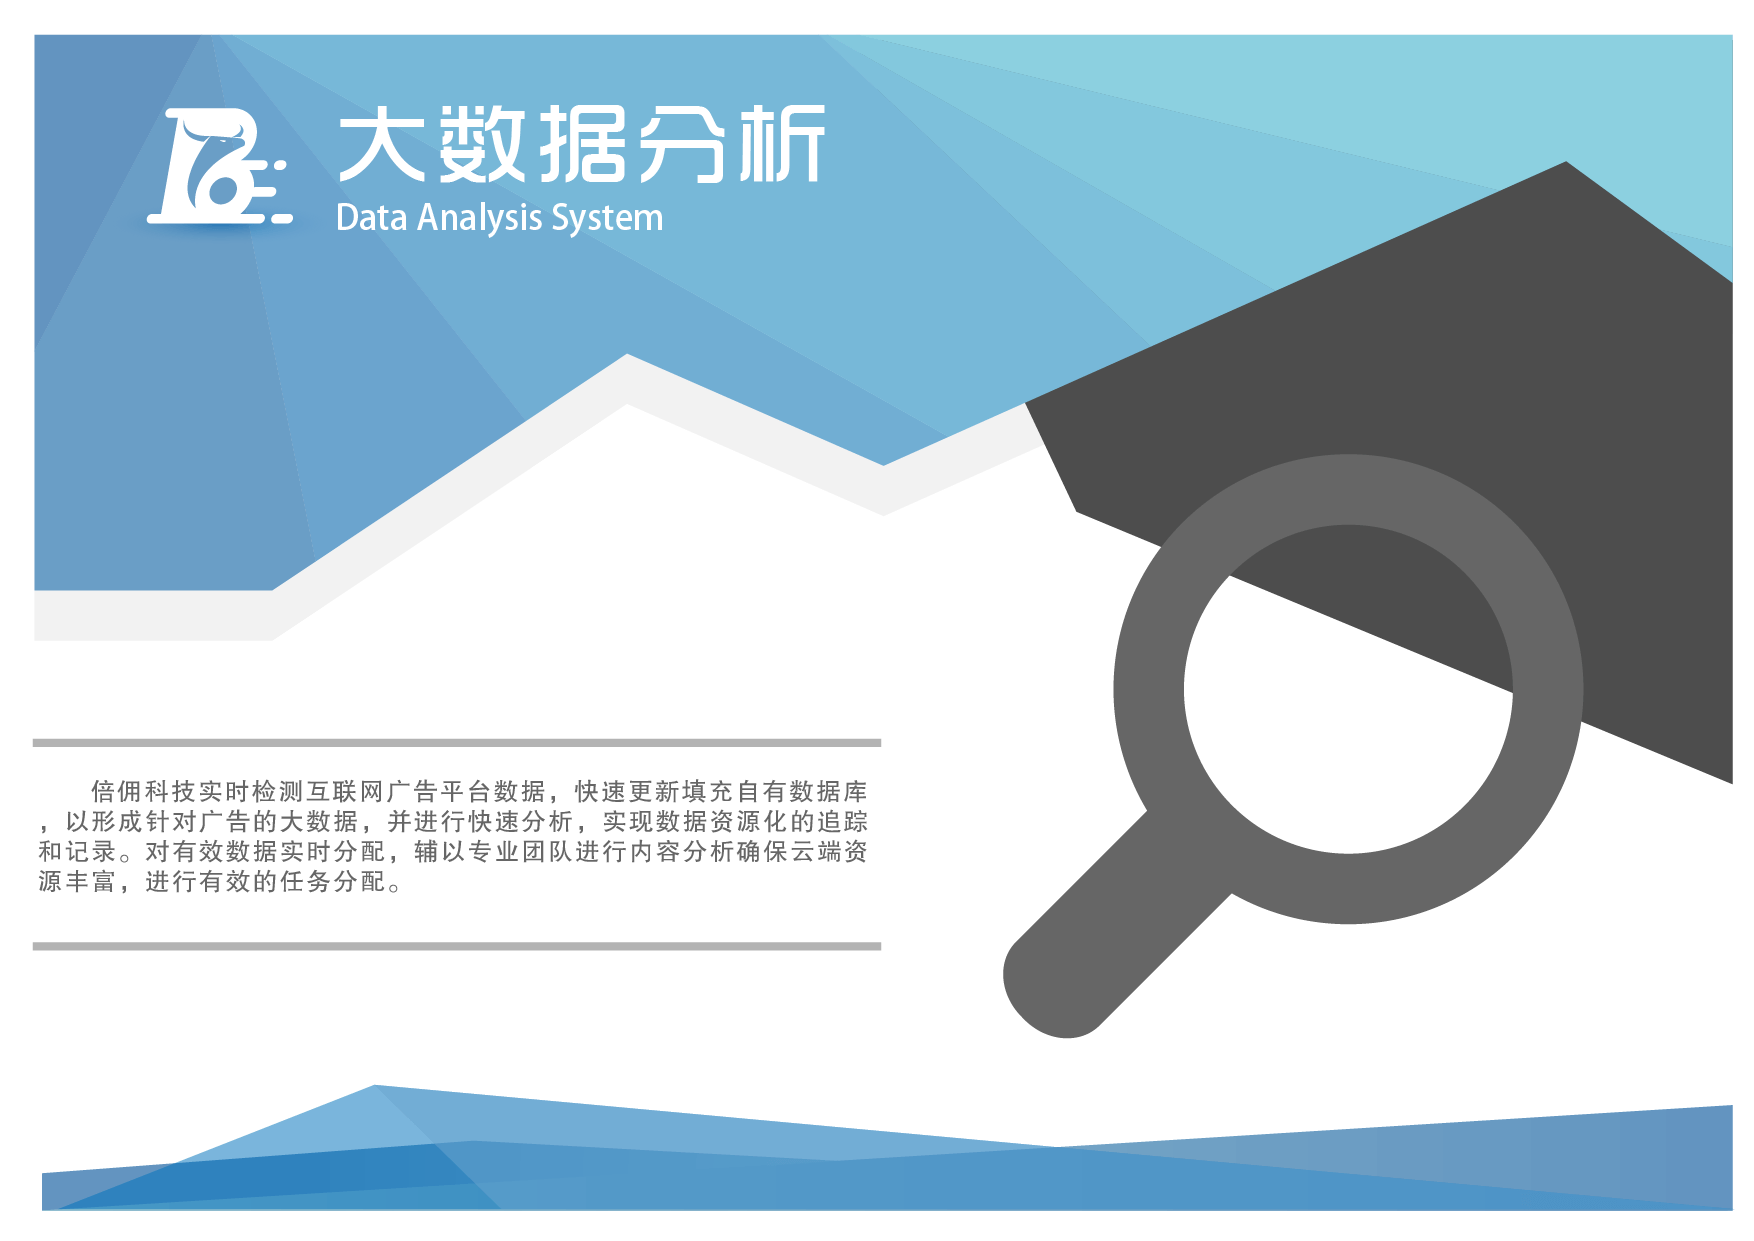 大数据分析
Data Analysis System
倍佣科技实时检测互联网广告平台数据，快速更新填充自有数据库
，以形成针对广告的大数据，并进行快速分析，实现数据资源化的追踪
和记录。对有效数据实时分配，辅以专业团队进行内容分析确保云端资
源丰富，进行有效的任务分配。